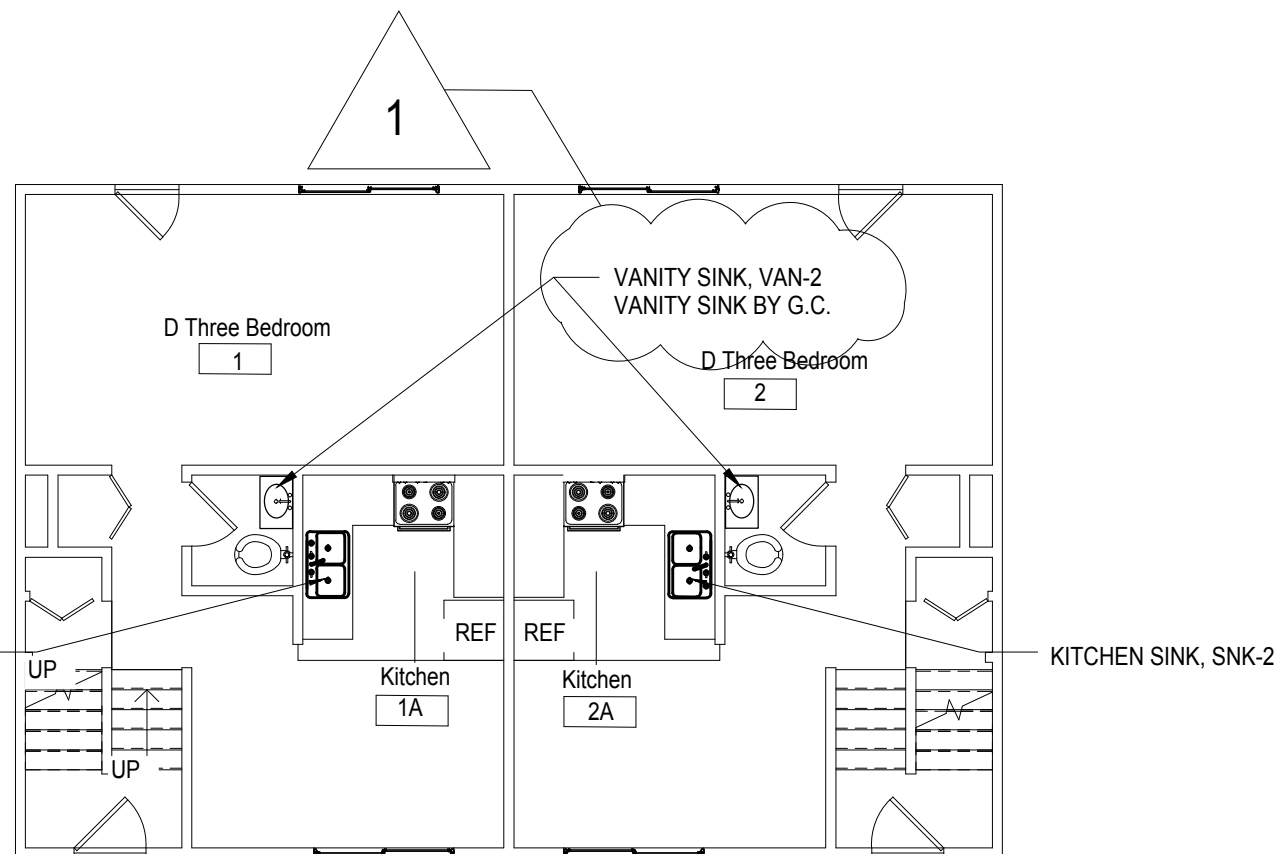 1
VANITY SINK, VAN-2
VANITY SINK BY G.C.
D Three Bedroom
1
D Three Bedroom
2
REF
REF
KITCHEN SINK, SNK-2
UP
Kitchen
1A
Kitchen
2A
UP